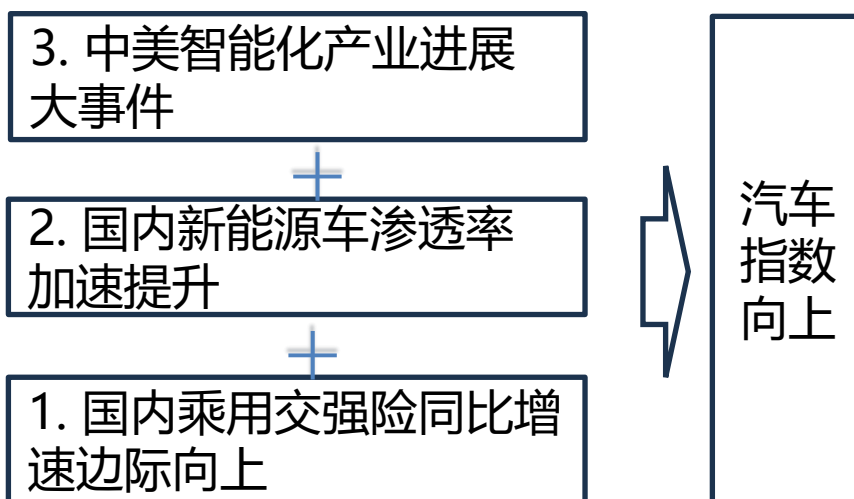 3. 中美智能化产业进展
大事件
2. 国内新能源车渗透率
加速提升
1. 国内乘用交强险同比增
速边际向上
汽车
指数
向上